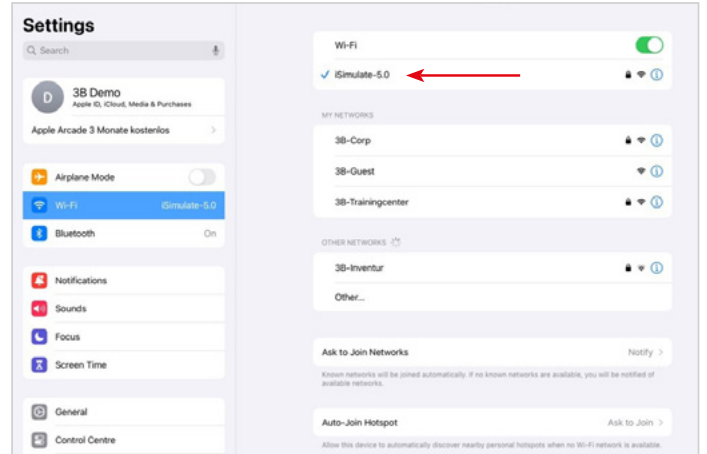 Settings
Search
D
3B Demo
Apple ID, iCloud, Media & Purchases
Apple Arcade 3 Monate kostenlos
Airplane Mode
Wi-Fi iSimulate-5.0
Bluetooth On
Notifications
Sounds
Focus
Screen Time
General
Control Centre
Wi-Fi
iSimulate-5.0
MY NETWORKS
3B-Corp
3B-Guest
3B-Trainingcenter
OTHER NETWORKS
3B-Inventur
Other...
Ask to Join Networks Notify
Known networks will be joined automatically. If no known networks are available, you will be notified of
available networks.
Auto-Join Hotspot Ask to Join
Allow this device to automatically discover nearby personal hotspots when no Wi-Fi network is available.